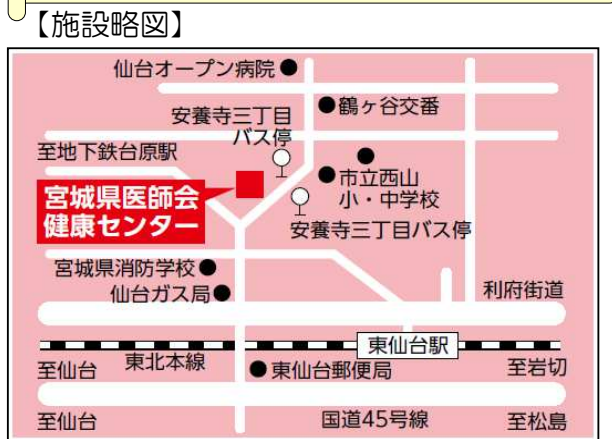 【施設略図】
仙台オープン病院
鶴ヶ谷交番
安養寺三丁目
バス停
至地下鉄台原駅
市立西山
小・中学校
宮城県医師会
健康センター
安養寺三丁目バス停
宮城県消防学校
仙台ガス局
利府街道
東仙台駅
至仙台
東北本線
東仙台郵便局
至岩切
至仙台
国道45号線
至松島